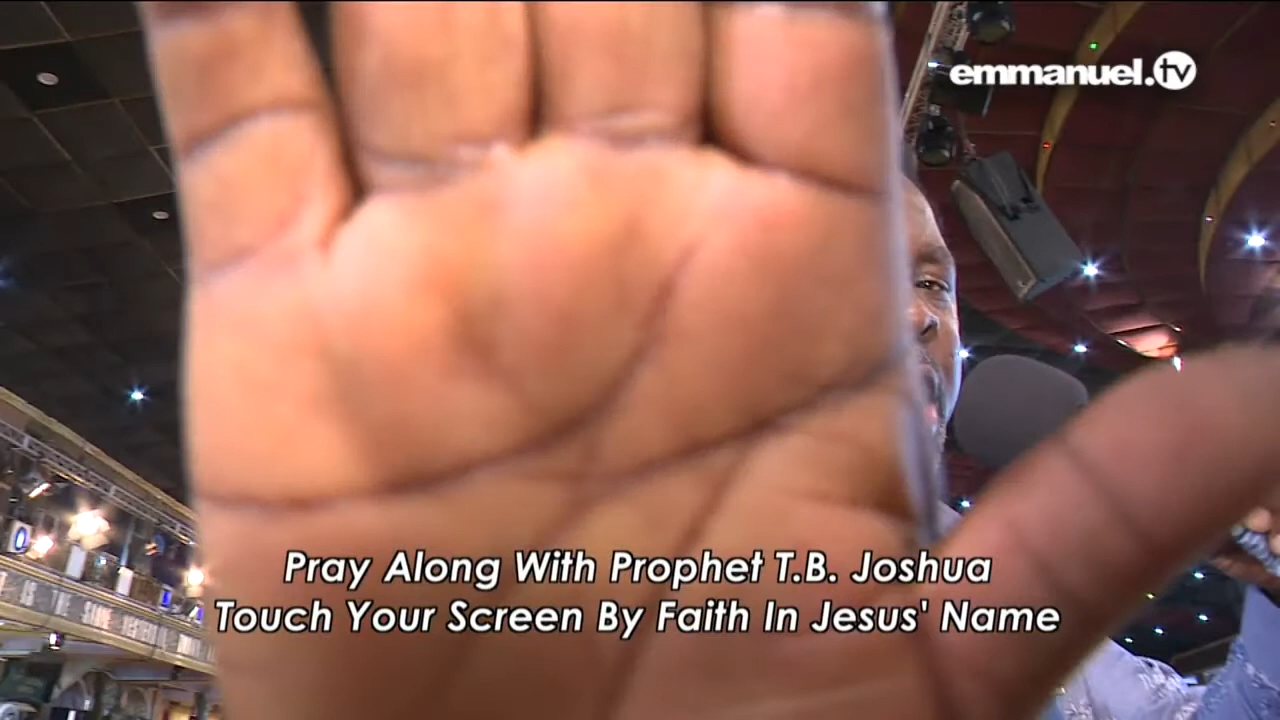 emmanuel.tv
Pray Along With Prophet T.B. Joshua
Touch Your Screen By Faith In Jesus' Name